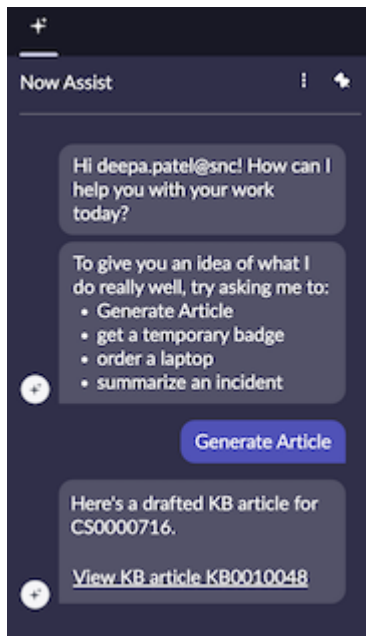 Now Assist
Hi deepa.patel@snc! How can I
help you with your work
today?
To give you an idea of what I
do really well, try asking me to:
• Generate Article
• get a temporary badge
• order a laptop
• summarize an incident
Generate Article
Here's a drafted KB article for
CS0000716.
View KB article KB0010048